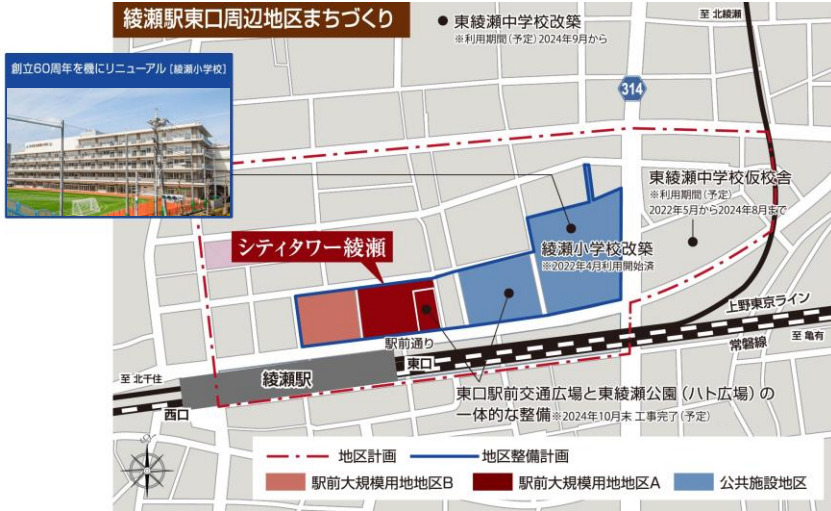 綾瀬駅東口周辺地区まちづくり
東綾瀬中学校改築
※利用期間(予定)2024年9月から
至 北綾瀬
創立60周年を機にリニューアル [綾瀬小学校]
314
東綾瀬中学校仮校舎
※利用期間(予定)
2022年5月から2024年8月まで
綾瀬小学校改築
※2022年4月利用開始済
シティタワー綾瀬
上野東京ライン
常磐線
至 亀有
駅前通り
東口
綾瀬駅
至 北千住
西口
東口駅前交通広場と東綾瀬公園(ハト広場)の
一体的な整備※2024年10月末 工事完了(予定)
地区計画
地区整備計画
駅前大規模用地地区B
駅前大規模用地地区A
公共施設地区